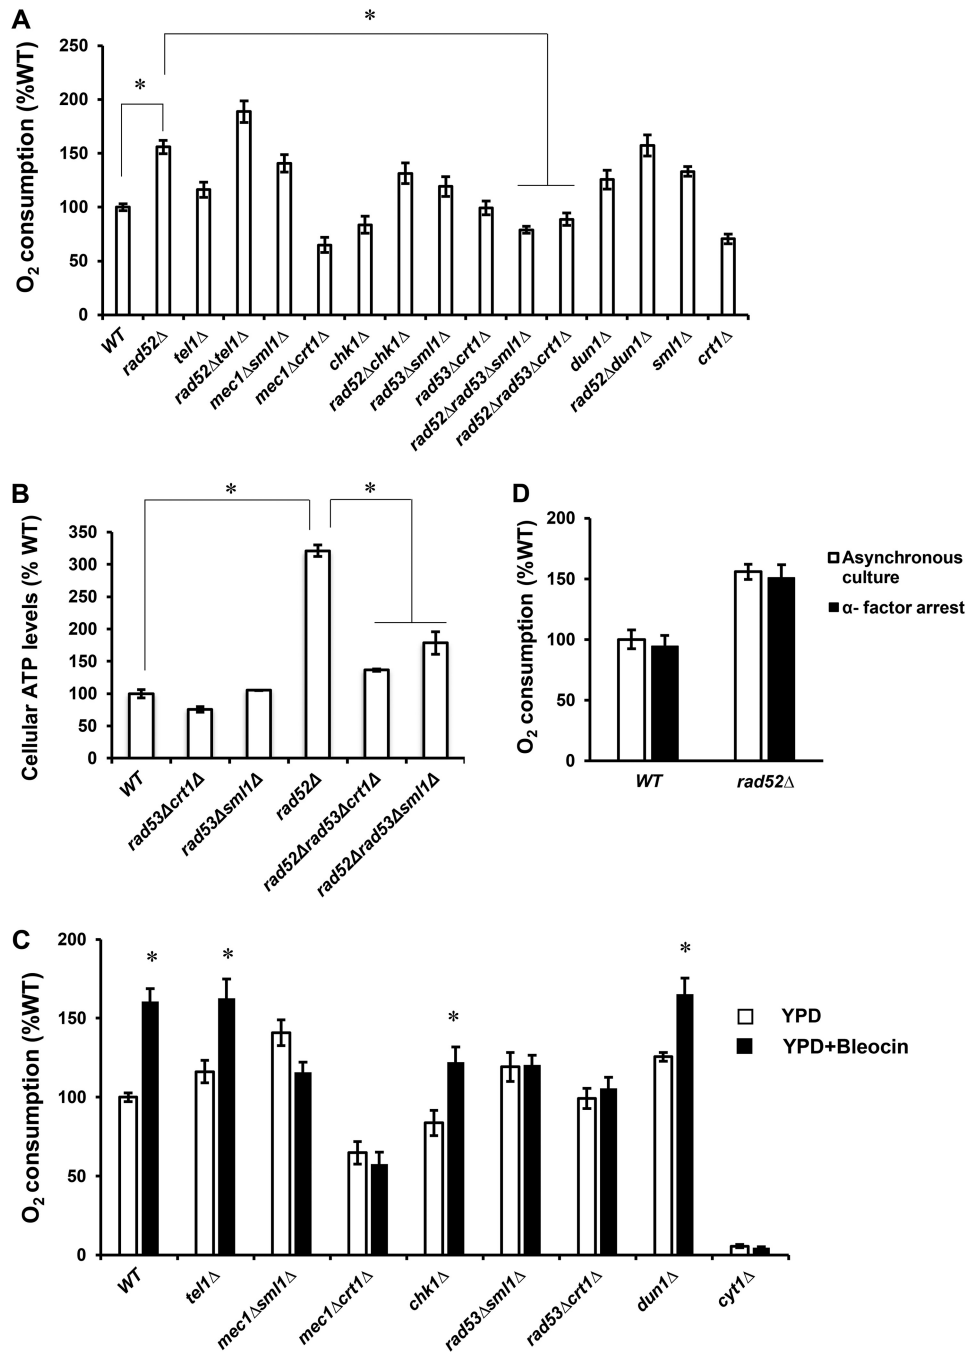 A
*
*
O₂ consumption (%WT)
250
200
150
100
50
0
WT
rad52Δ
tel1Δ
rad52Δtel1Δ
mec1Δsml1Δ
mec1Δcrt1Δ
chk1Δ
rad52Δchk1Δ
rad53Δsml1Δ
rad53Δcrt1Δ
rad52Δrad53Δsml1Δ
rad52Δrad53Δcrt1Δ
dun1Δ
rad52Δdun1Δ
sml1Δ
crt1Δ
B
*
*
Cellular ATP levels (% WT)
350
300
250
200
150
100
50
0
WT
rad53Δcrt1Δ
rad53Δsml1Δ
rad52Δ
rad52Δrad53Δcrt1Δ
rad52Δrad53Δsml1Δ
D
O₂ consumption (%WT)
200
150
100
50
0
WT
rad52Δ
Asynchronous
culture
α- factor arrest
C
O₂ consumption (%WT)
200
150
100
50
0
*
*
*
*
YPD
YPD+Bleocin
WT
tel1Δ
mec1Δsml1Δ
mec1Δcrt1Δ
chk1Δ
rad53Δsml1Δ
rad53Δcrt1Δ
dun1Δ
cyt1Δ